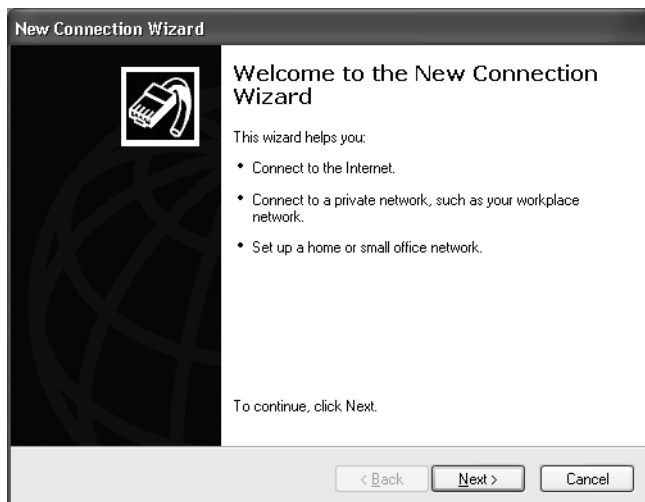 New Connection Wizard
Welcome to the New Connection
Wizard
This wizard helps you:
• Connect to the Internet.
• Connect to a private network, such as your workplace
network.
• Set up a home or small office network.
To continue, click Next.
< Back
Next >
Cancel